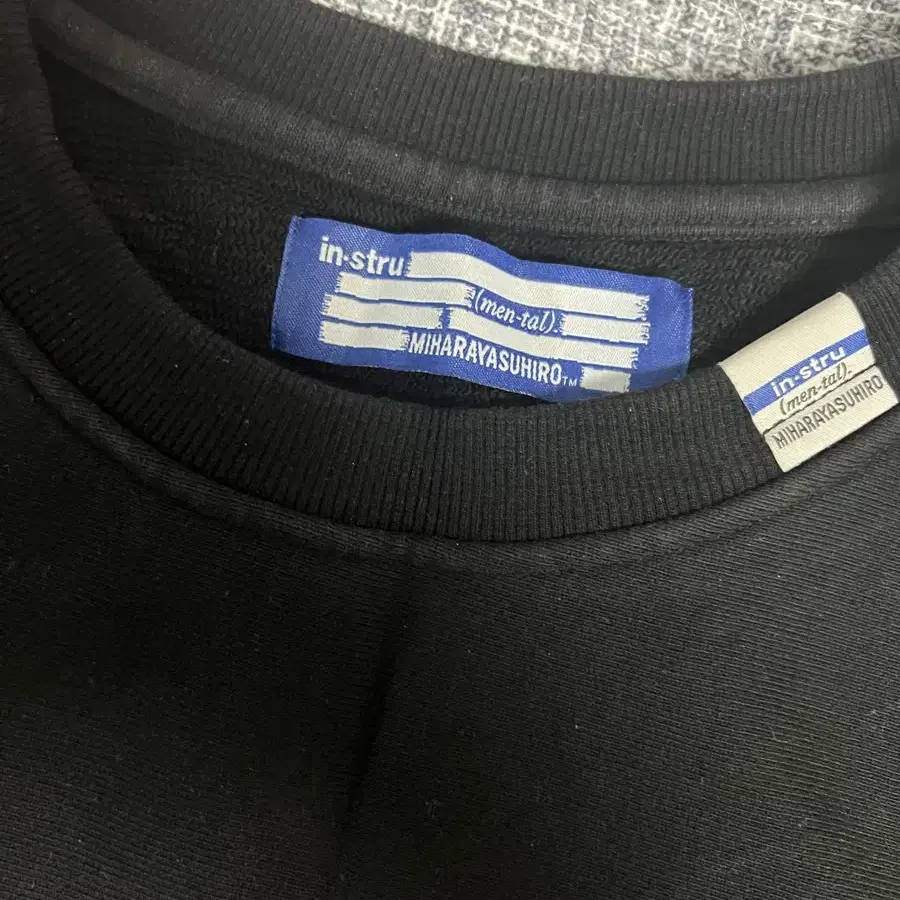 in·stru
(men-tal).
MIHARAYASUHIRO™
in·stru
(men-tal).
MIHARAYASUHIRO